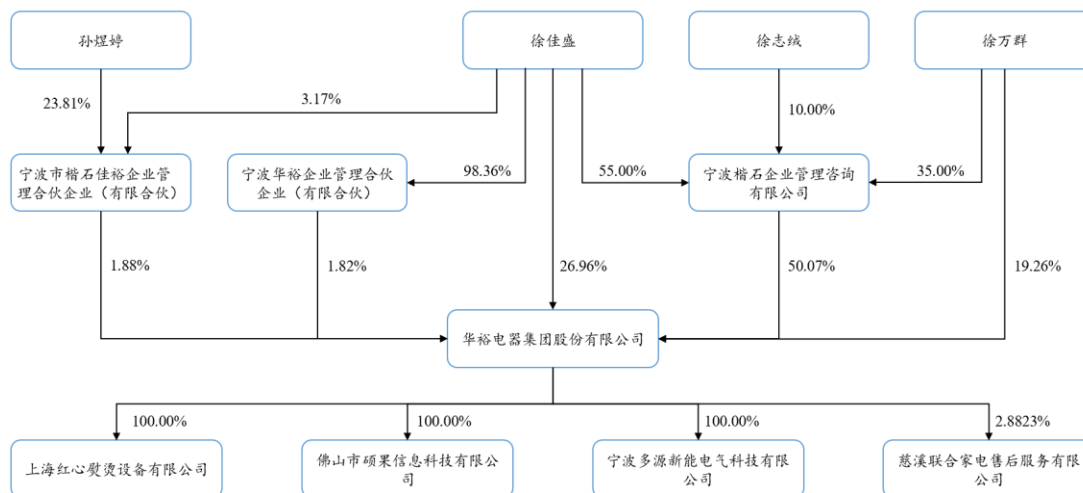 孙煜婷
徐佳盛
徐志绒
徐万群
23.81%
3.17%
10.00%
宁波市楷石佳裕企业管
理合伙企业（有限合伙）
宁波华裕企业管理合伙
企业（有限合伙）
98.36%
55.00%
宁波楷石企业管理咨询
有限公司
35.00%
1.88%
1.82%
26.96%
50.07%
19.26%
华裕电器集团股份有限公司
100.00%
100.00%
100.00%
2.8823%
上海红心熨烫设备有限公司
佛山市硕果信息科技有限公
司
宁波多源新能电气科技有限
公司
慈溪联合家电售后服务有限
公司